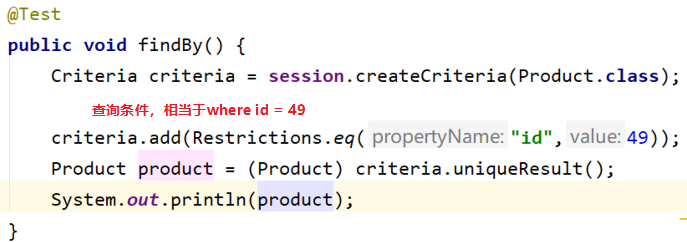 @Test
public void findBy() {
Criteria criteria = session.createCriteria(Product.class);
查询条件，相当于where id = 49
criteria.add(Restrictions.eq( propertyName: "id", value: 49));
Product product = (Product) criteria.uniqueResult();
System.out.println(product);
}